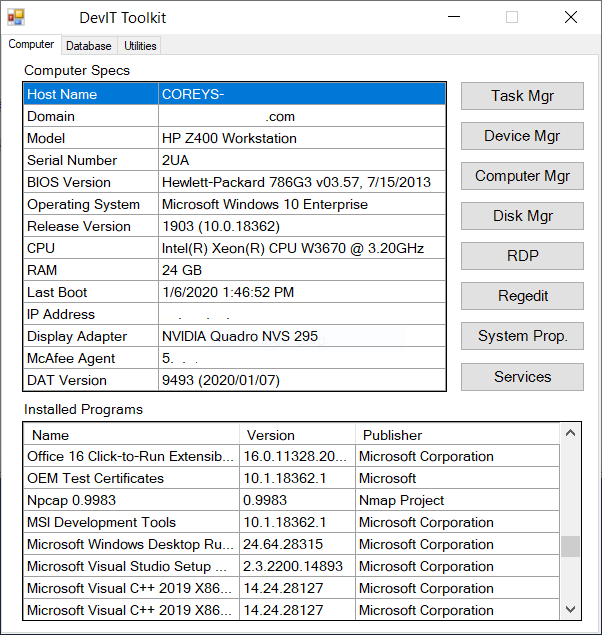 DevIT Toolkit
Computer Database Utilities
Computer Specs
Host Name COREYS-
Domain .com
Model HP Z400 Workstation
Serial Number 2UA
BIOS Version Hewlett-Packard 786G3 v03.57, 7/15/2013
Operating System Microsoft Windows 10 Enterprise
Release Version 1903 (10.0.18362)
CPU Intel(R) Xeon(R) CPU W3670 @ 3.20GHz
RAM 24 GB
Last Boot 1/6/2020 1:46:52 PM
IP Address . . .
Display Adapter NVIDIA Quadro NVS 295
McAfee Agent 5. . .
DAT Version 9493 (2020/01/07)
Task Mgr
Device Mgr
Computer Mgr
Disk Mgr
RDP
Regedit
System Prop.
Services
Installed Programs
Name Version Publisher
Office 16 Click-to-Run Extensib... 16.0.11328.20... Microsoft Corporation
OEM Test Certificates 10.1.18362.1 Microsoft
Npcap 0.9983 0.9983 Nmap Project
MSI Development Tools 10.1.18362.1 Microsoft Corporation
Microsoft Windows Desktop Ru... 24.64.28315 Microsoft Corporation
Microsoft Visual Studio Setup ... 2.3.2200.14893 Microsoft Corporation
Microsoft Visual C++ 2019 X86... 14.24.28127 Microsoft Corporation
Microsoft Visual C++ 2019 X86... 14.24.28127 Microsoft Corporation